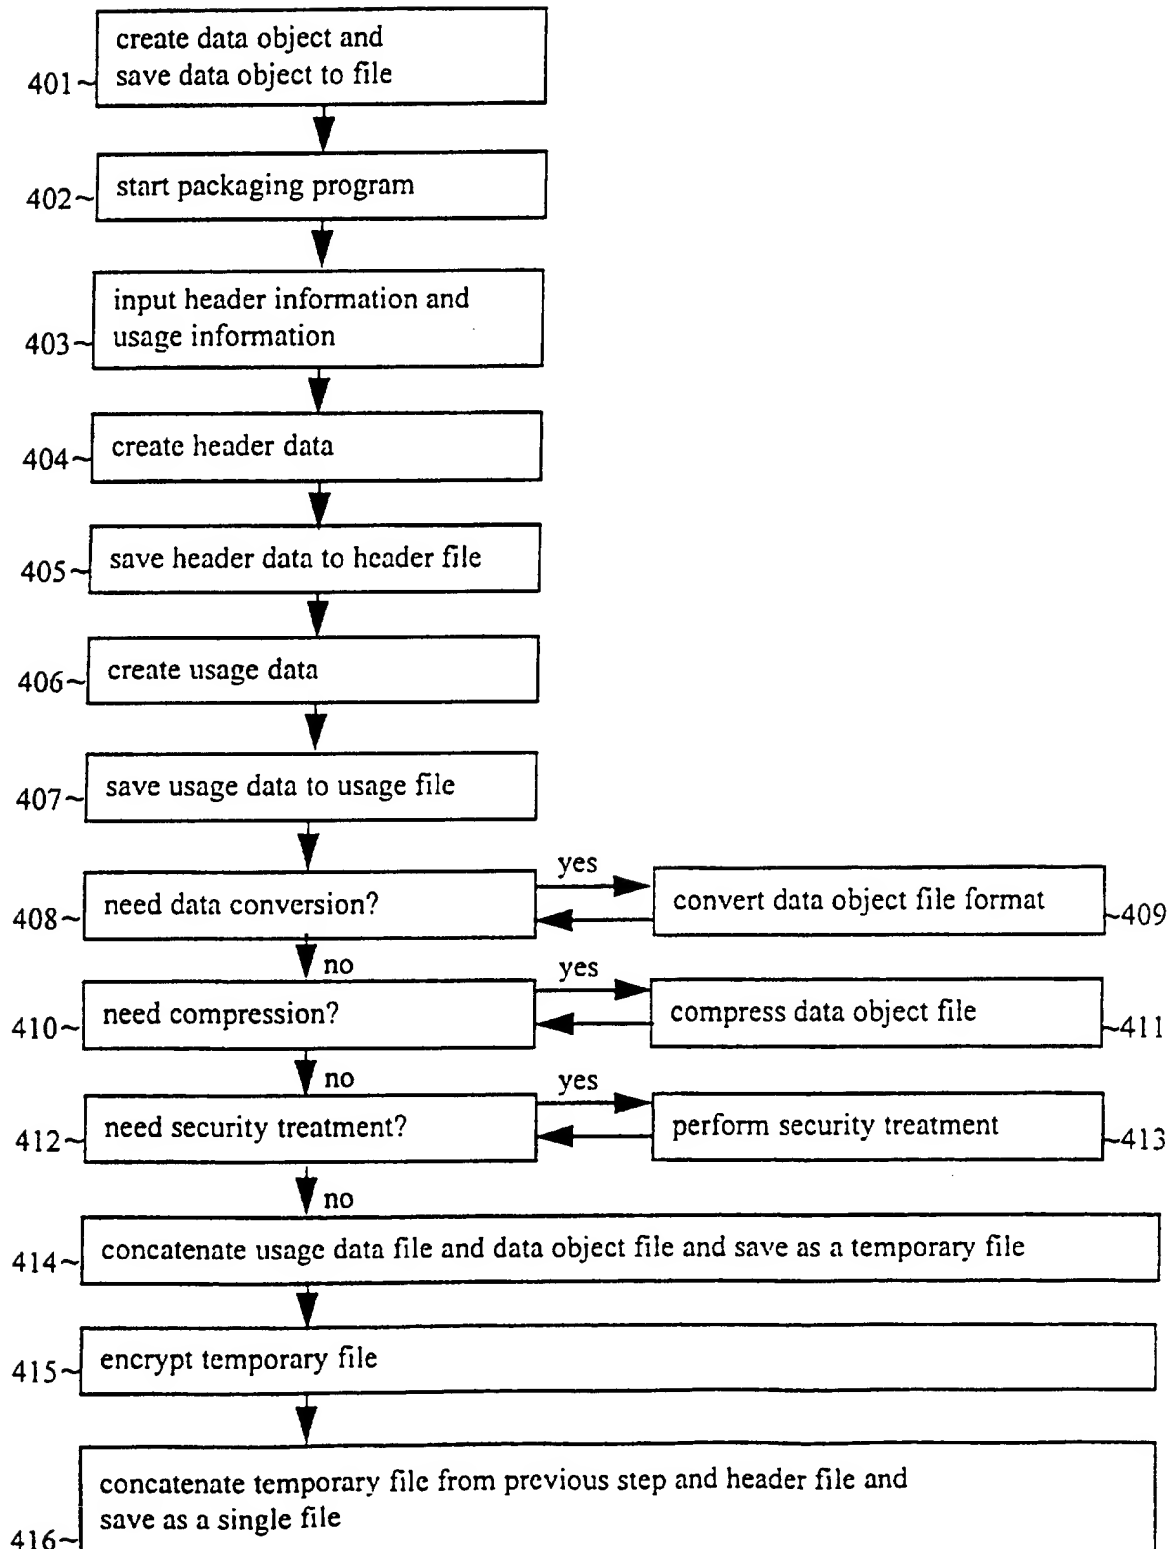 create data object and
save data object to file
401~
start packaging program
402~
input header information and
usage information
403~
create header data
404~
save header data to header file
405~
create usage data
406~
save usage data to usage file
407~
yes
need data conversion?
408~
convert data object file format
~409
no
yes
need compression?
410~
compress data object file
~411
no
yes
need security treatment?
412~
perform security treatment
~413
no
concatenate usage data file and data object file and save as a temporary file
414~
encrypt temporary file
415~
concatenate temporary file from previous step and header file and
save as a single file
416~